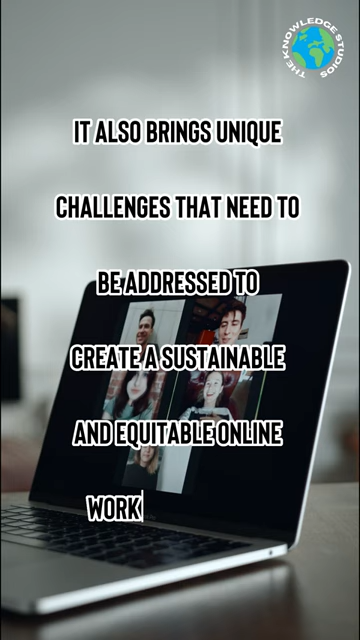 THE KNOWLEDGE STUDIOS
IT ALSO BRINGS UNIQUE
CHALLENGES THAT NEED TO
BE ADDRESSED TO
CREATE A SUSTAINABLE
AND EQUITABLE ONLINE
WORK